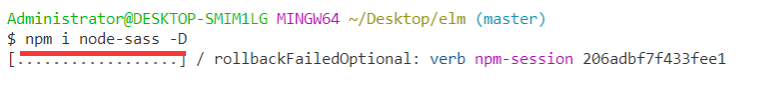 Administrator@DESKTOP-SMIM1LG MINGW64 ~/Desktop/elm (master)
$ npm i node-sass -D
[..................] / rollbackFailedOptional: verb npm-session 206adbf7f433fee1